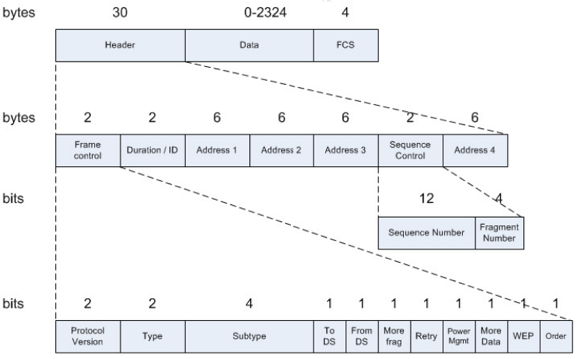 bytes 30 0-2324 4
Header Data FCS
bytes 2 2 6 6 6 2 6
Frame control Duration / ID Address 1 Address 2 Address 3 Sequence Control Address 4
bits 12 4
Sequence Number Fragment Number
bits 2 2 4 1 1 1 1 1 1 1 1
Protocol Version Type Subtype To DS From DS More frag Retry Power Mgmt More Data WEP Order